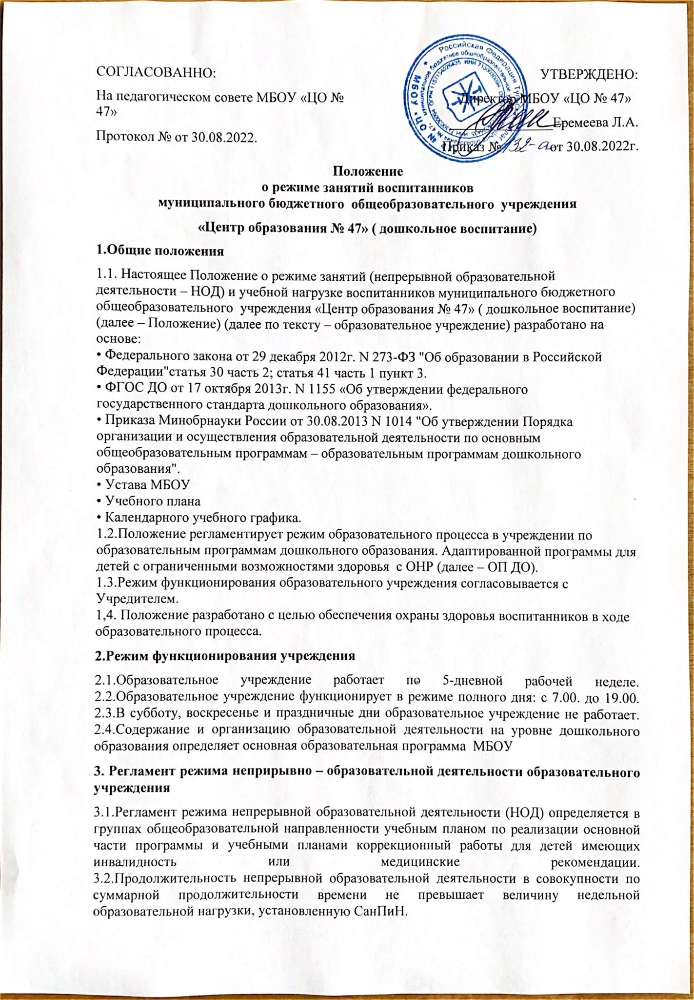 СОГЛАСОВАННО:
На педагогическом совете МБОУ «ЦО №
47»
Протокол № от 30.08.2022.
УТВЕРЖДЕНО:
Директор МБОУ «ЦО № 47»
Еремеева Л.А.
Приказ № 132-а от 30.08.2022г.
Российская Федерация
ОГРН 1157154026435 ИНН 7130030094
Положение
о режиме занятий воспитанников
муниципального бюджетного общеобразовательного учреждения
«Центр образования № 47» ( дошкольное воспитание)
1.Общие положения
1.1. Настоящее Положение о режиме занятий (непрерывной образовательной
деятельности – НОД) и учебной нагрузке воспитанников муниципального бюджетного
общеобразовательного учреждения «Центр образования № 47» ( дошкольное воспитание)
(далее – Положение) (далее по тексту – образовательное учреждение) разработано на
основе:
• Федерального закона от 29 декабря 2012г. N 273-ФЗ "Об образовании в Российской
Федерации"статья 30 часть 2; статья 41 часть 1 пункт 3.
• ФГОС ДО от 17 октября 2013г. N 1155 «Об утверждении федерального
государственного стандарта дошкольного образования».
• Приказа Минобрнауки России от 30.08.2013 N 1014 "Об утверждении Порядка
организации и осуществления образовательной деятельности по основным
общеобразовательным программам – образовательным программам дошкольного
образования".
• Устава МБОУ
• Учебного плана
• Календарного учебного графика.
1.2.Положение регламентирует режим образовательного процесса в учреждении по
образовательным программам дошкольного образования. Адаптированной программы для
детей с ограниченными возможностями здоровья с ОНР (далее – ОП ДО).
1.3.Режим функционирования образовательного учреждения согласовывается с
Учредителем.
1,4. Положение разработано с целью обеспечения охраны здоровья воспитанников в ходе
образовательного процесса.
2.Режим функционирования учреждения
2.1.Образовательное учреждение работает по 5-дневной рабочей неделе.
2.2.Образовательное учреждение функционирует в режиме полного дня: с 7.00. до 19.00.
2.3.В субботу, воскресенье и праздничные дни образовательное учреждение не работает.
2.4.Содержание и организацию образовательной деятельности на уровне дошкольного
образования определяет основная образовательная программа МБОУ
3. Регламент режима неприрывно – образовательной деятельности образовательного
учреждения
3.1.Регламент режима непрерывной образовательной деятельности (НОД) определяется в
группах общеобразовательной направленности учебным планом по реализации основной
части программы и учебными планами коррекционный работы для детей имеющих
инвалидность или медицинские рекомендации.
3.2.Продолжительность непрерывной образовательной деятельности в совокупности по
суммарной продолжительности времени не превышает величину недельной
образовательной нагрузки, установленную СанПиН.